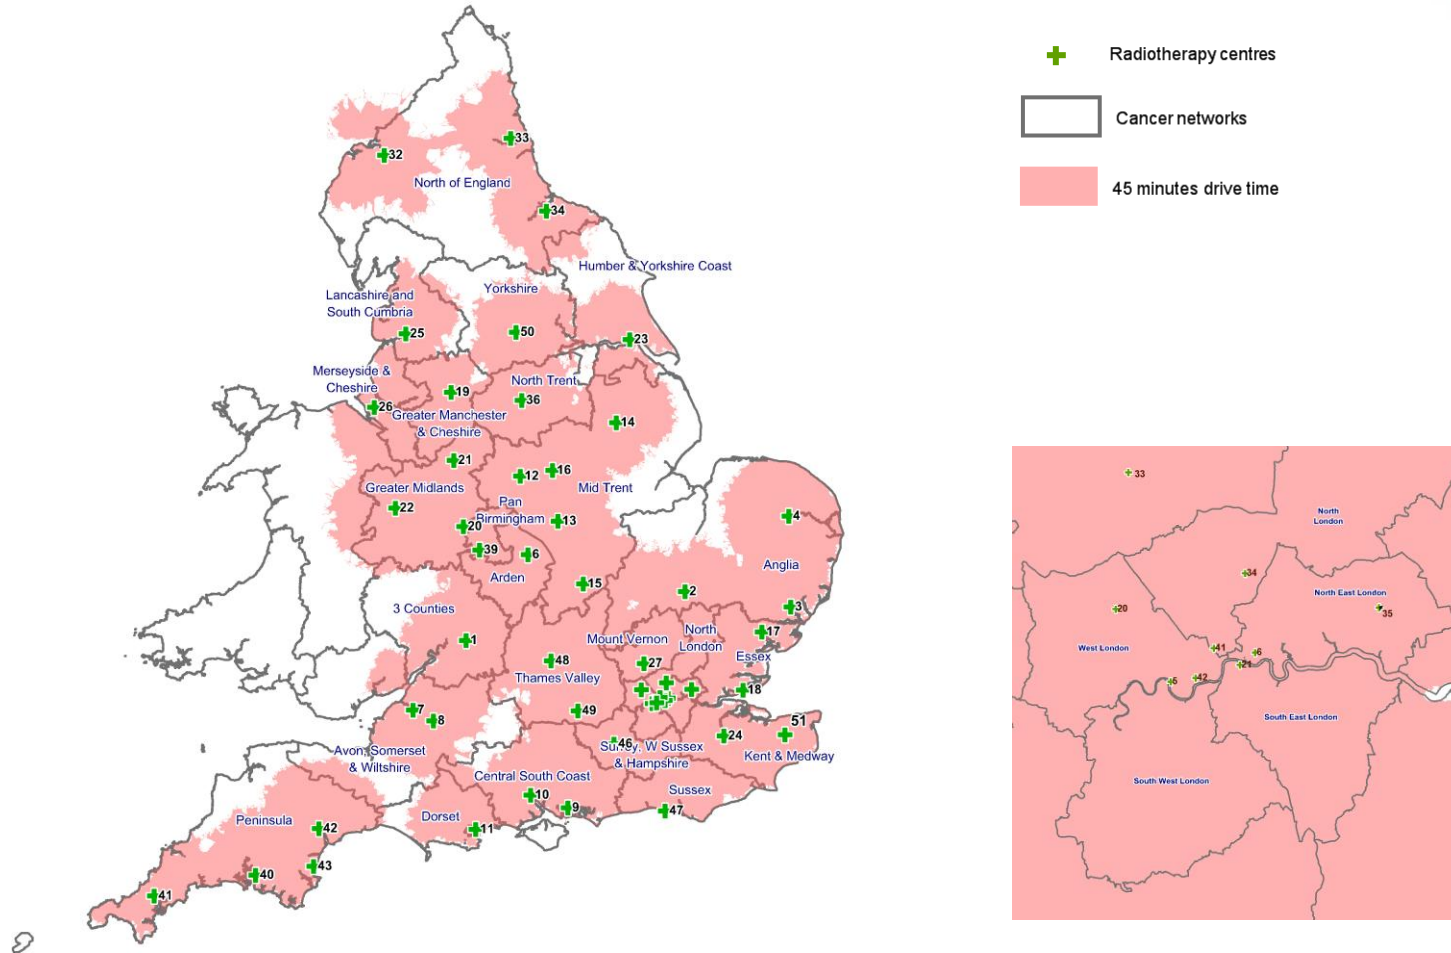 Radiotherapy centres
Cancer networks
45 minutes drive time
33
32
North of England
34
Humber & Yorkshire Coast
Yorkshire
Lancashire and
South Cumbria
25
50
23
Merseyside &
Cheshire
North Trent
19
36
26
Greater Manchester
& Cheshire
14
21
16
12
Greater Midlands
Mid Trent
22
Pan
Birmingham
13
4
20
39
6
Arden
Anglia
15
2
3
3 Counties
1
17
Mount Vernon
North
London
Essex
27
48
Thames Valley
18
7
8
49
51
24
46
Surrey, W Sussex
& Hampshire
Kent & Medway
Avon, Somerset
& Wiltshire
Central South Coast
10
9
Sussex
47
Dorset
11
Peninsula
42
43
40
41
33
North
London
34
North East London
20
35
West London
41
6
21
5
42
South East London
South West London